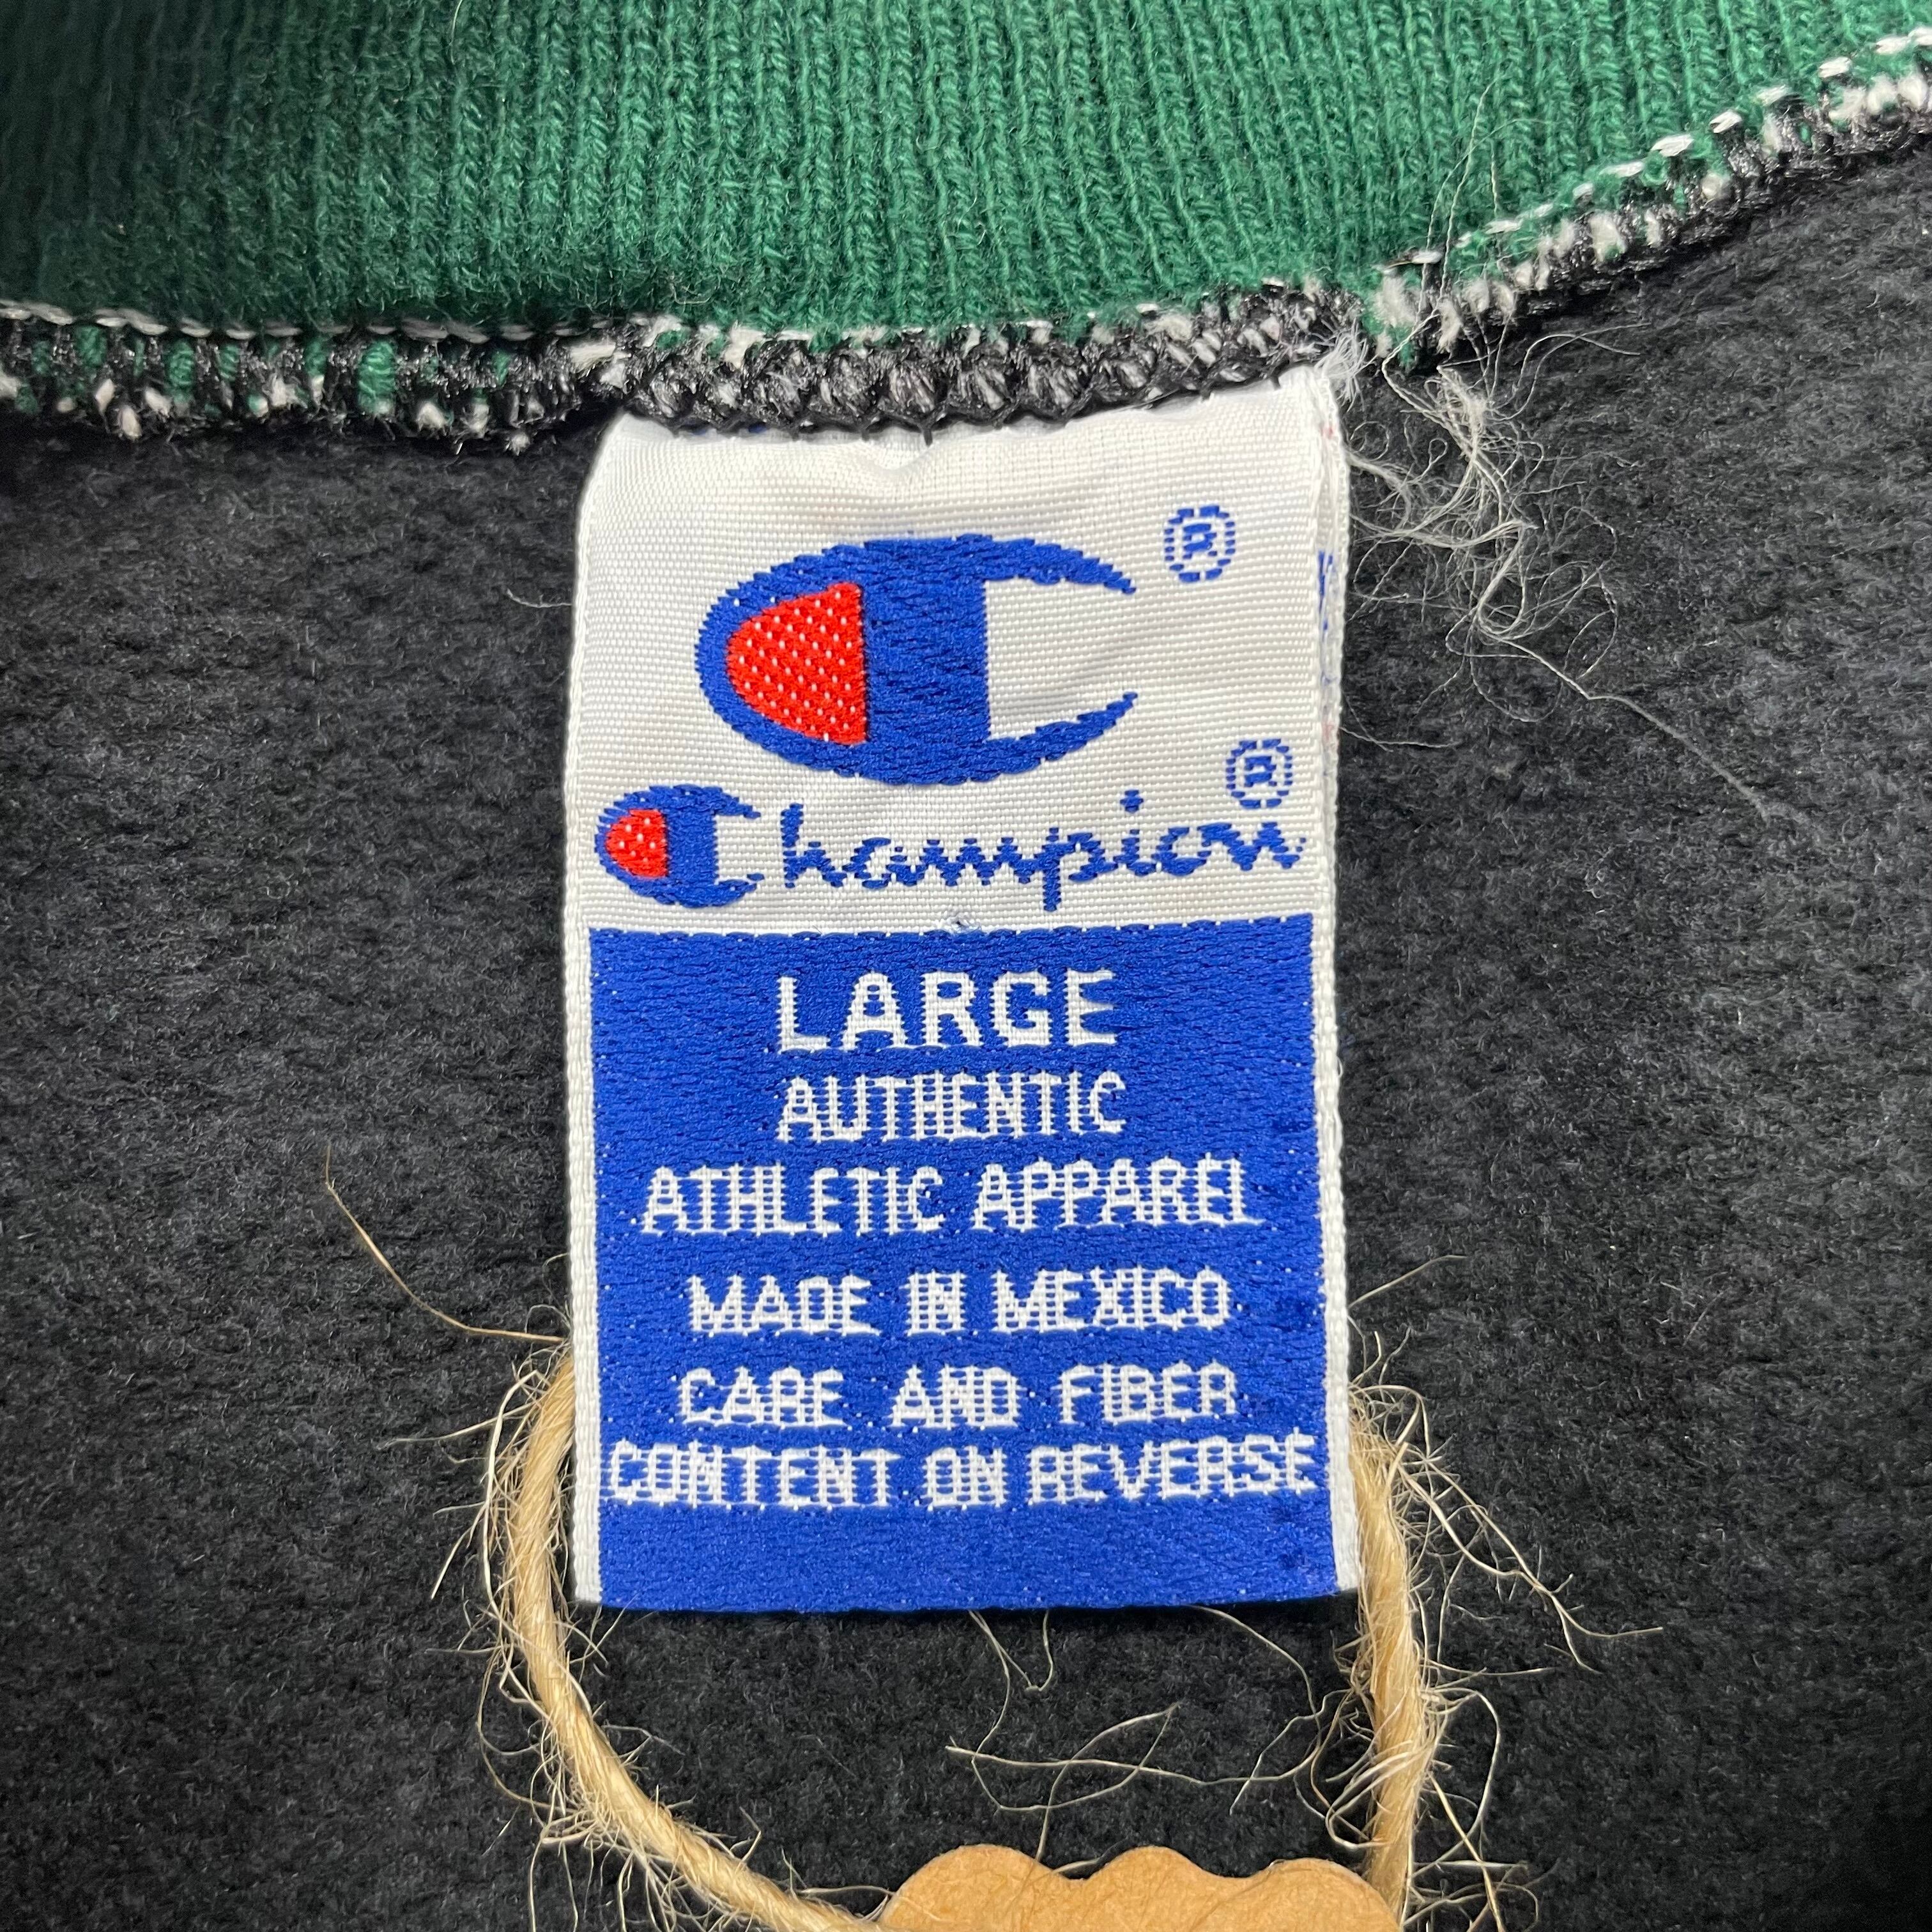 ®
Champion ®
LARGE
AUTHENTIC
ATHLETIC APPAREL
MADE IN MEXICO
CARE AND FIBER
CONTENT ON REVERSE